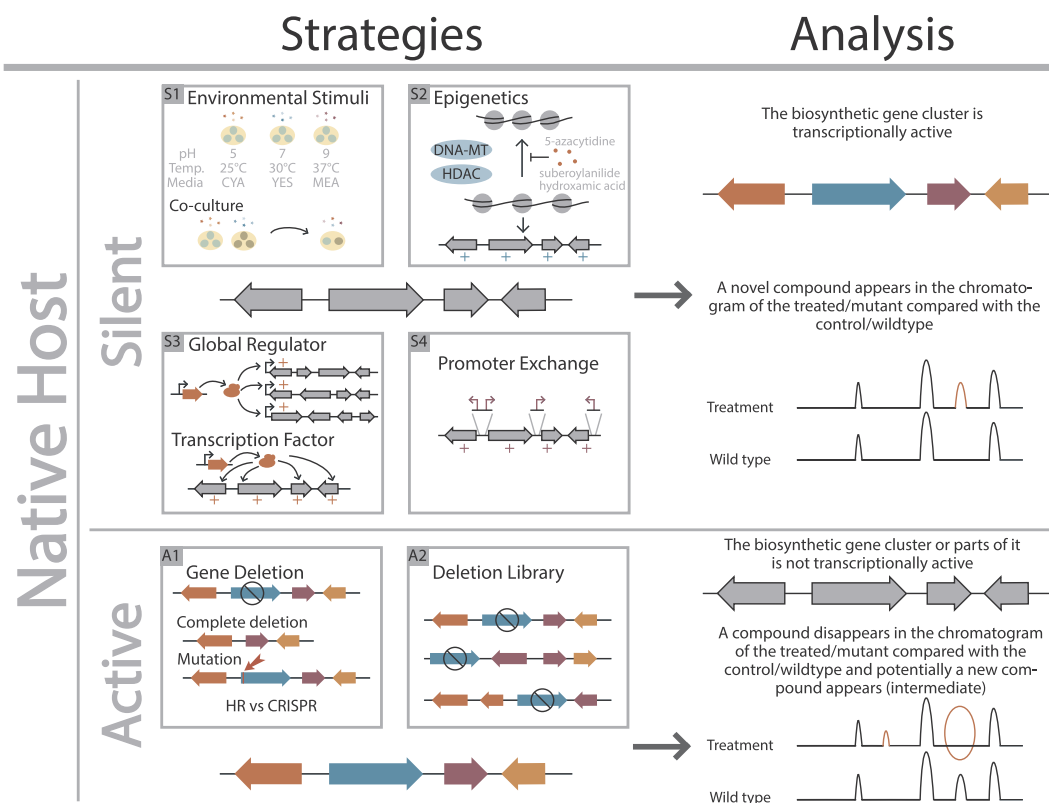 Strategies
Analysis
Native Host
Silent
S1
Environmental Stimuli
pH 5 7 9
Temp. 25°C 30°C 37°C
Media CYA YES MEA
Co-culture
S2
Epigenetics
DNA-MT
HDAC
5-azacytidine
suberoylanilide
hydroxamic acid
+ + + +
The biosynthetic gene cluster is
transcriptionally active
S3
Global Regulator
+
+
+
Transcription Factor
+ + + +
S4
Promoter Exchange
+ + + +
A novel compound appears in the chromato-
gram of the treated/mutant compared with the
control/wildtype
Treatment
Wild type
Active
A1
Gene Deletion
Complete deletion
Mutation
HR vs CRISPR
A2
Deletion Library
The biosynthetic gene cluster or parts of it
is not transcriptionally active
A compound disappears in the chromatogram
of the treated/mutant compared with the
control/wildtype and potentially a new com-
pound appears (intermediate)
Treatment
Wild type